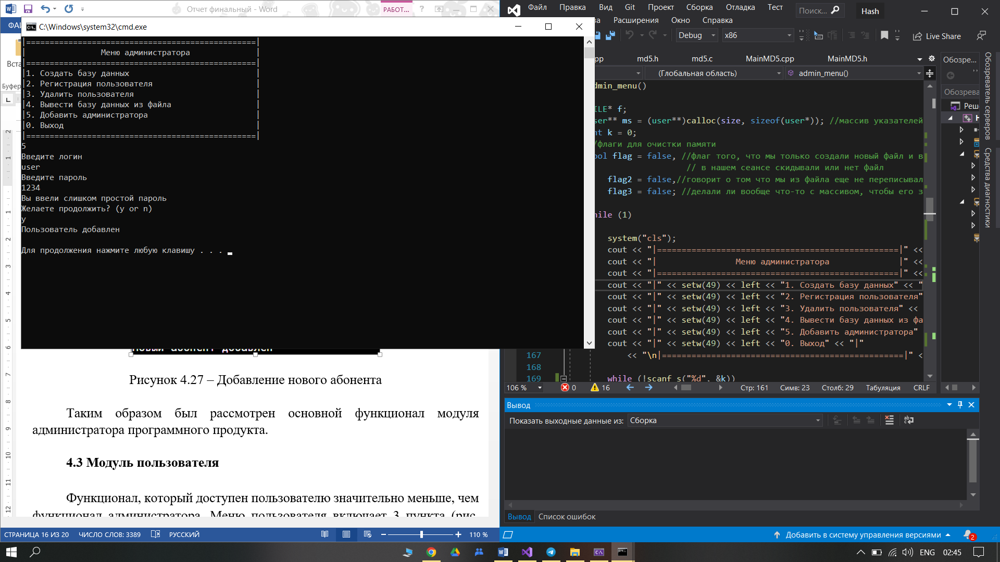 Отчет финальный - Word
РАБОТ...
?
C:\Windows\system32\cmd.exe
|=================================================|
| Меню администратора |
|=================================================|
|1. Создать базу данных |
|2. Регистрация пользователя |
|3. Удалить пользователя |
|4. Вывести базу данных из файла |
|5. Добавить администратора |
|0. Выход |
|=================================================|
5
Введите логин
user
Введите пароль
1234
Вы ввели слишком простой пароль
Желаете продолжить? (y or n)
y
Пользователь добавлен
Для продолжения нажмите любую клавишу . . .
Рисунок 4.27 – Добавление нового абонента
Таким образом был рассмотрен основной функционал модуля
администратора программного продукта.
4.3 Модуль пользователя
Функционал, который доступен пользователю значительно меньше, чем
функционал администратора. Меню пользователя включает 3 пункта (рис.
СТРАНИЦА 16 ИЗ 20 ЧИСЛО СЛОВ: 3389 РУССКИЙ 110 %
Файл Правка Вид Git Проект Сборка Отладка Тест Поиск... Hash
Расширения Окно Справка
Debug x86 Live Share
md5.h md5.c MainMD5.cpp MainMD5.h
(Глобальная область) admin_menu()
dmin_menu()
ILE* f;
ser** ms = (user**)calloc(size, sizeof(user*)); //массив указателей
nt k = 0;
/флаги для очистки памяти
ool flag = false, //флаг того, что мы только создали новый файл и в
// в нашем сеансе скидывали или нет файл
flag2 = false,//говорит о том что мы из файла еще не переписывал
flag3 = false; //делали ли вообще что-то с массивом, чтобы его з
hile (1)
system("cls");
cout << "|=================================================|" <<
cout << "| Меню администратора |" <<
cout << "|=================================================|" <<
cout << "|" << setw(49) << left << "1. Создать базу данных" << "
cout << "|" << setw(49) << left << "2. Регистрация пользователя"
cout << "|" << setw(49) << left << "3. Удалить пользователя" <<
cout << "|" << setw(49) << left << "4. Вывести базу данных из фа
cout << "|" << setw(49) << left << "5. Добавить администратора"
cout << "|" << setw(49) << left << "0. Выход" << "|"
167 << "\n|=================================================|" <
168
169 while (!scanf_s("%d", &k))
106 % 0 16 Стр: 161 Симв: 23 Столб: 29 Табуляция CRLF
Обозре...
Обозрева
Реш
Обозреватель серверов
Средства диагностики
Вывод
Показать выходные данные из: Сборка
Вывод Список ошибок
Добавить в систему управления версиями 2
ENG 02:45